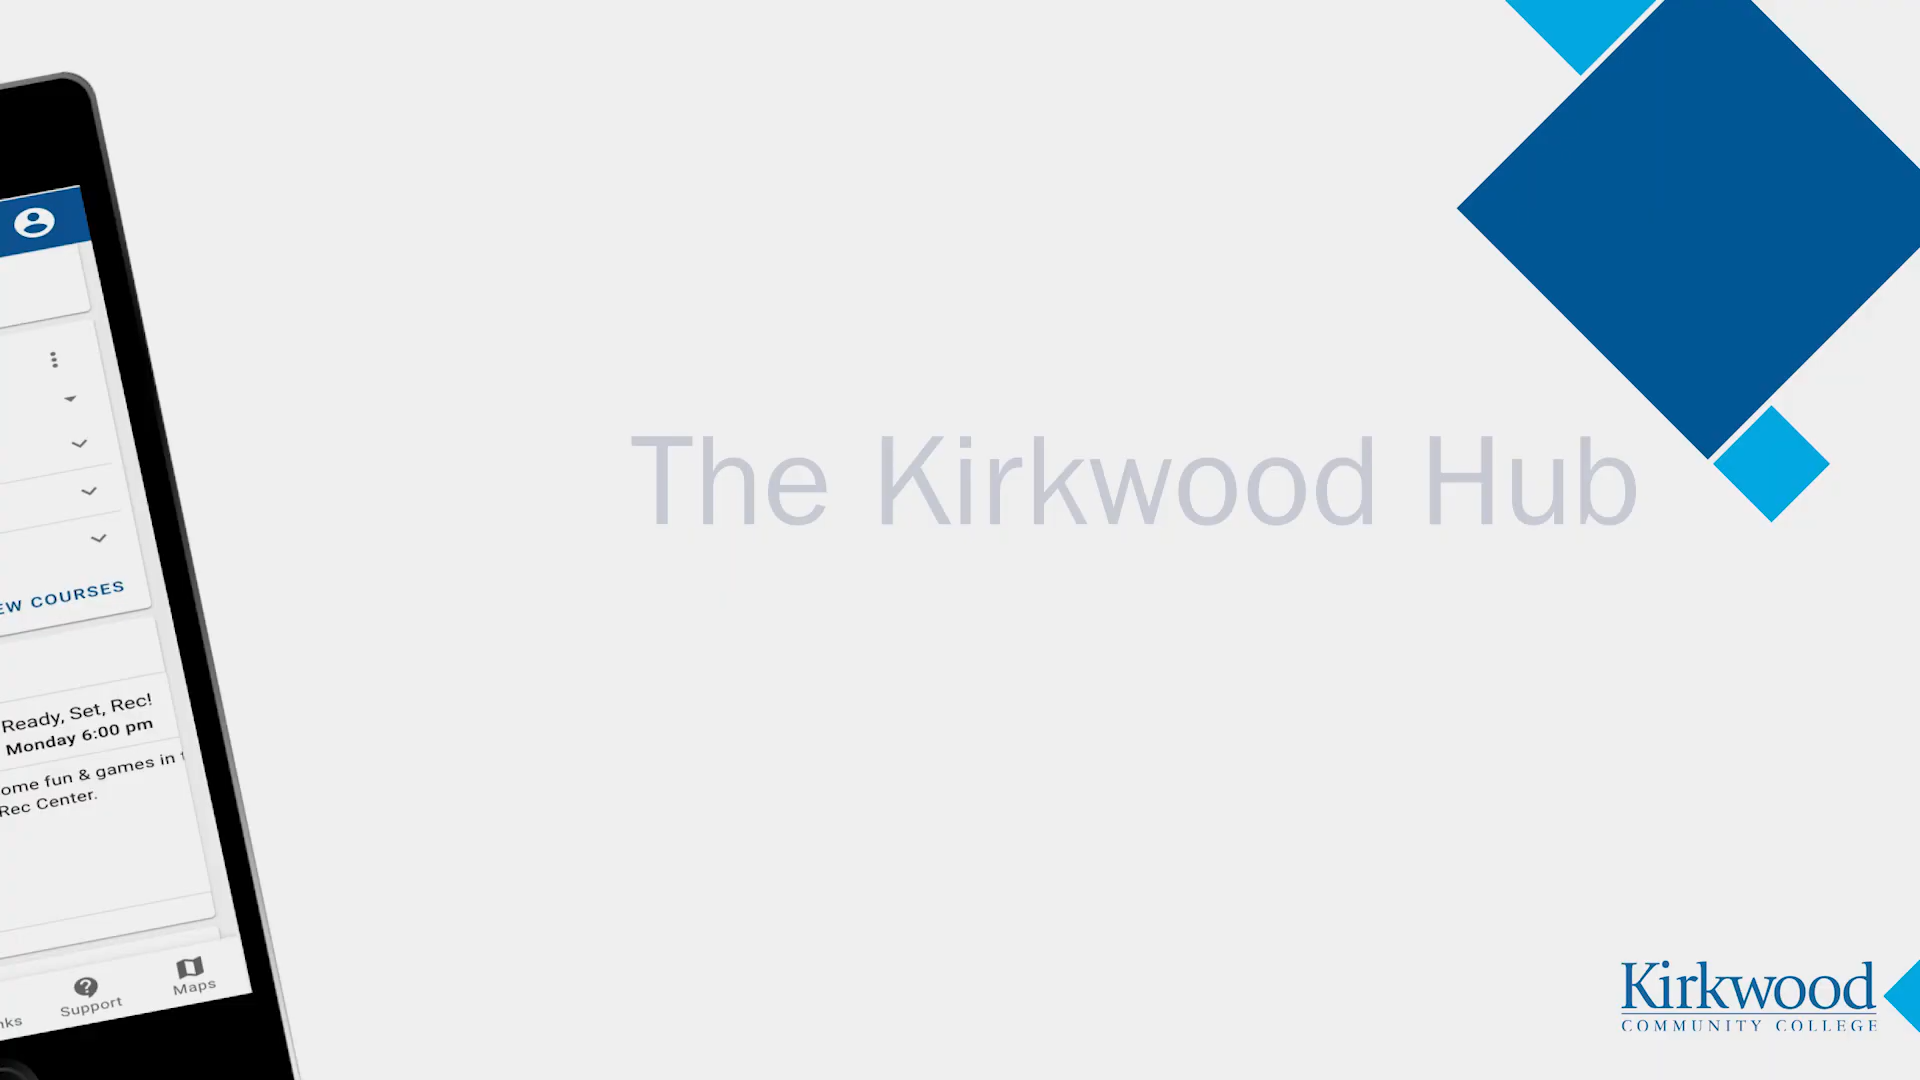 The Kirkwood Hub
EW COURSES
Ready, Set, Rec!
Monday 6:00 pm
ome fun & games in
Rec Center.
nks
Support
Maps
Kirkwood
COMMUNITY COLLEGE